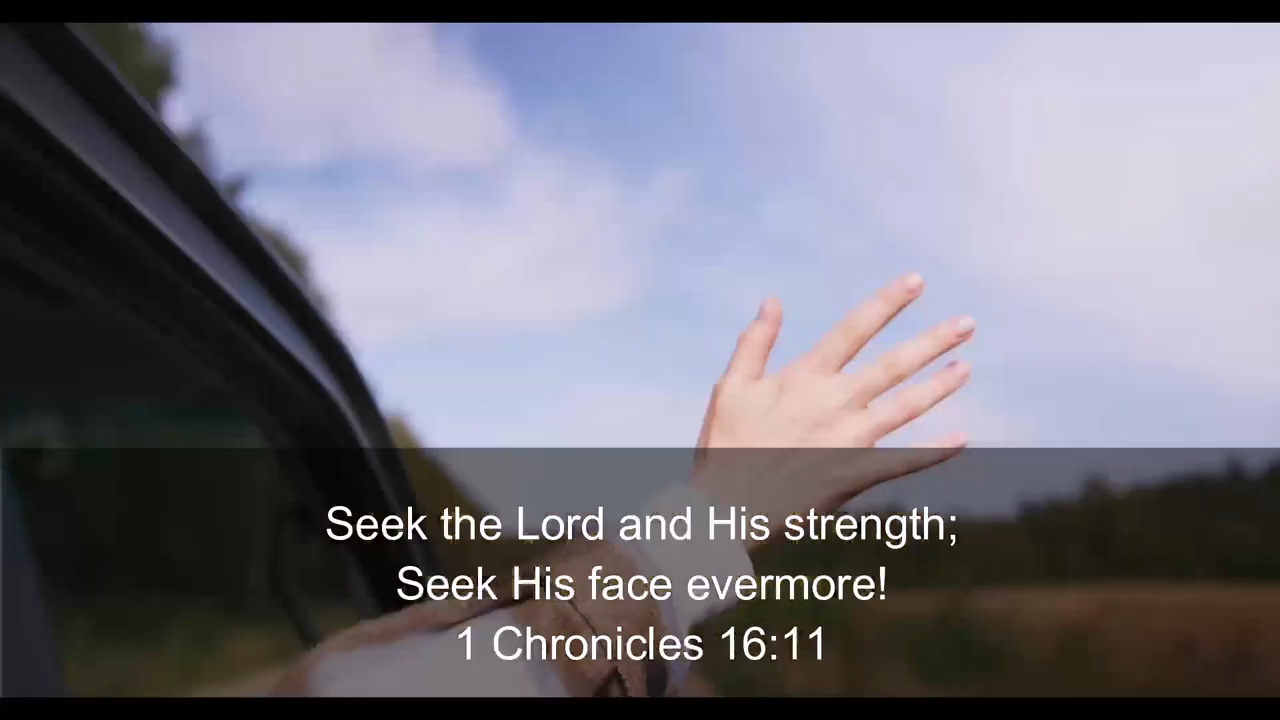 Seek the Lord and His strength;
Seek His face evermore!
1 Chronicles 16:11